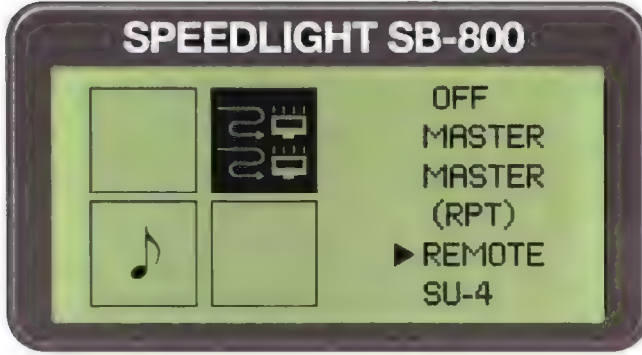 SPEEDLIGHT SB-800
OFF
MASTER
MASTER
(RPT)
REMOTE
SU-4